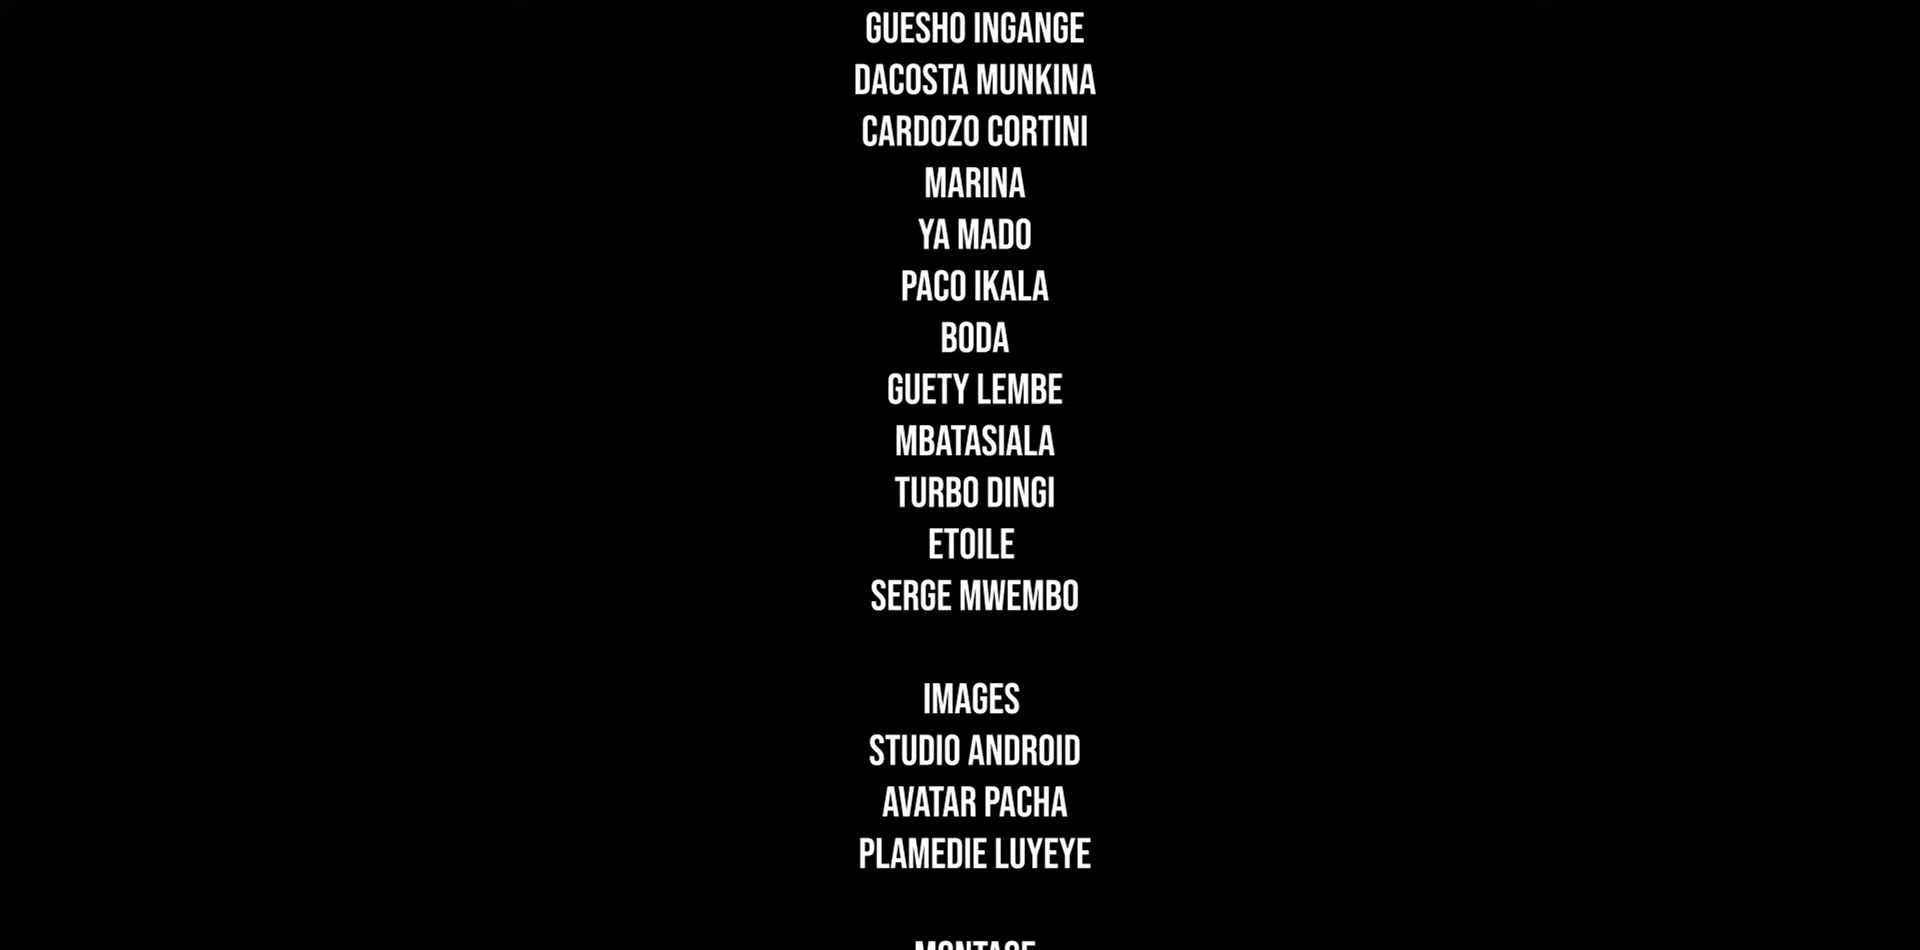 GUESHO INGANGE
DACOSTA MUNKINA
CARDOZO CORTINI
MARINA
YA MADO
PACO IKALA
BODA
GUETY LEMBE
MBATASIALA
TURBO DINGI
ETOILE
SERGE MWEMBO
IMAGES
STUDIO ANDROID
AVATAR PACHA
PLAMEDIE LUYEYE
MONTAGE